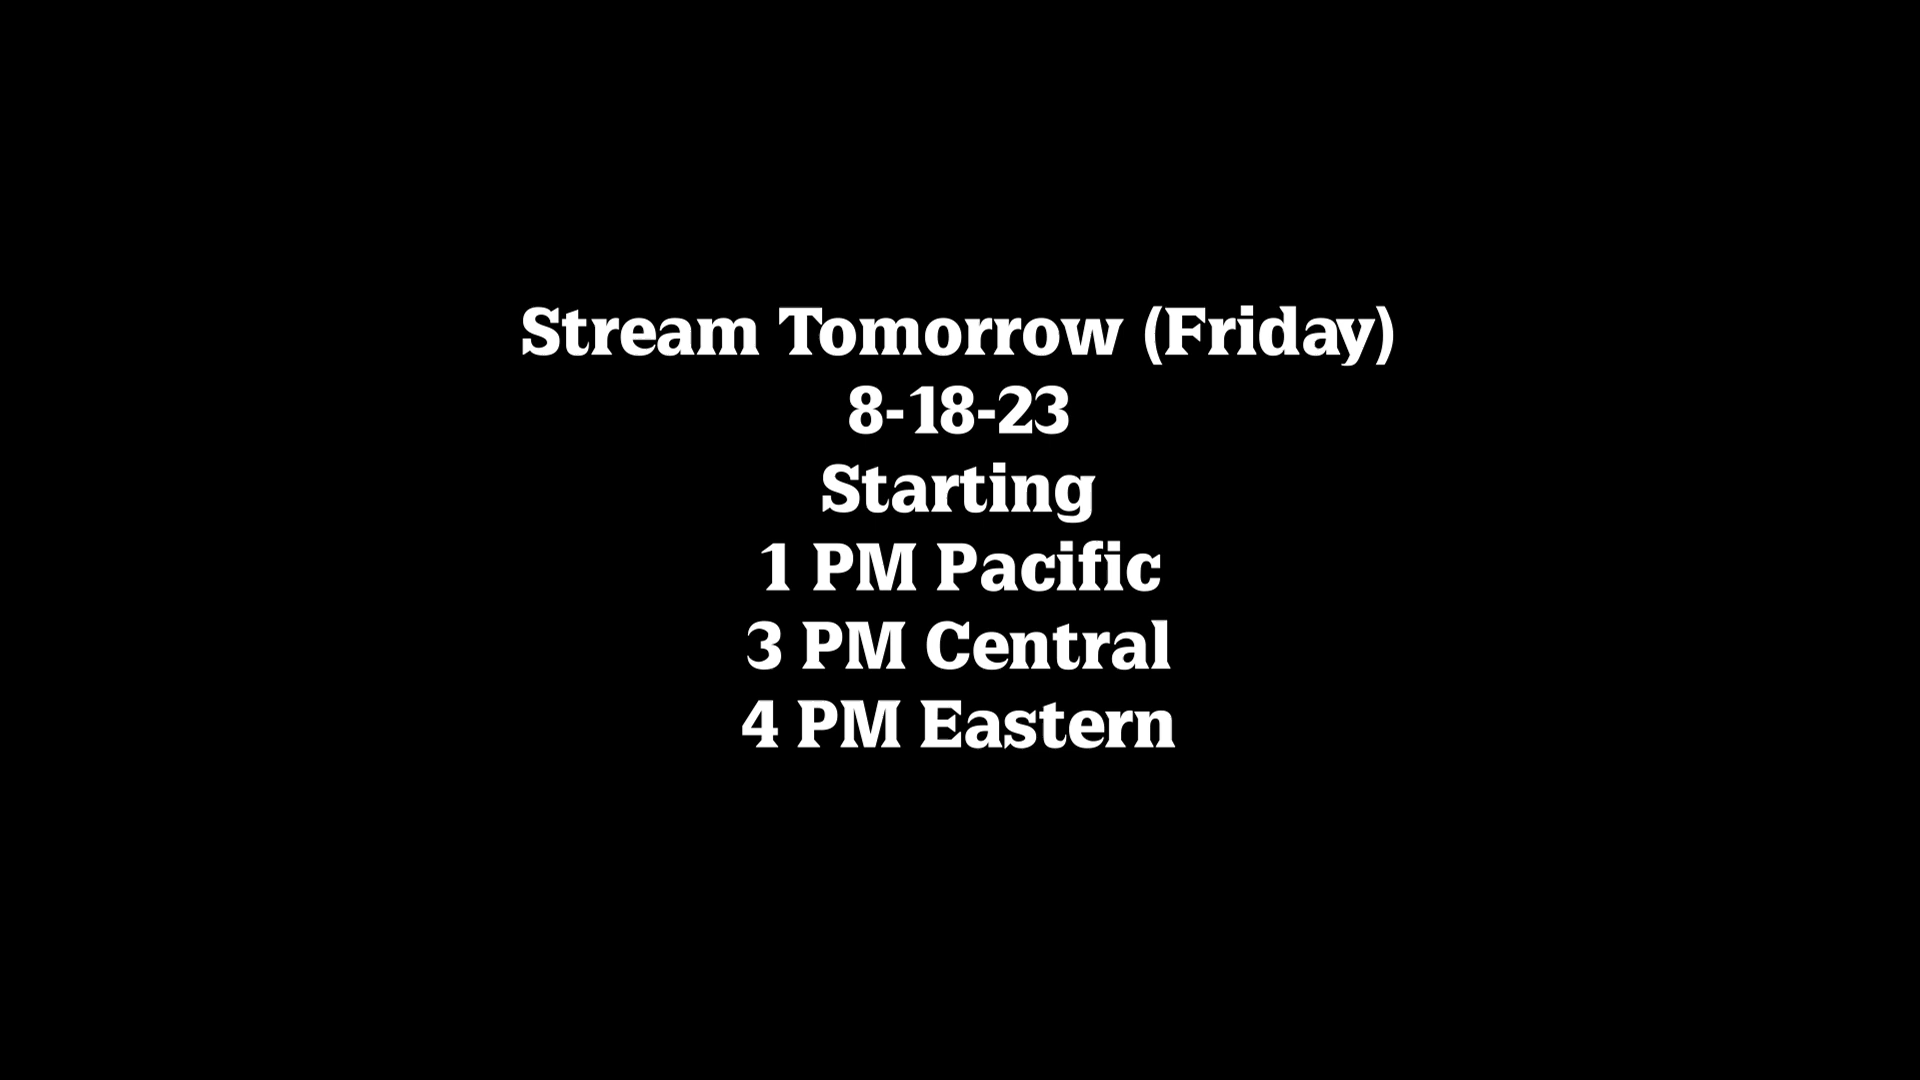 Stream Tomorrow (Friday)
8-18-23
Starting
1 PM Pacific
3 PM Central
4 PM Eastern